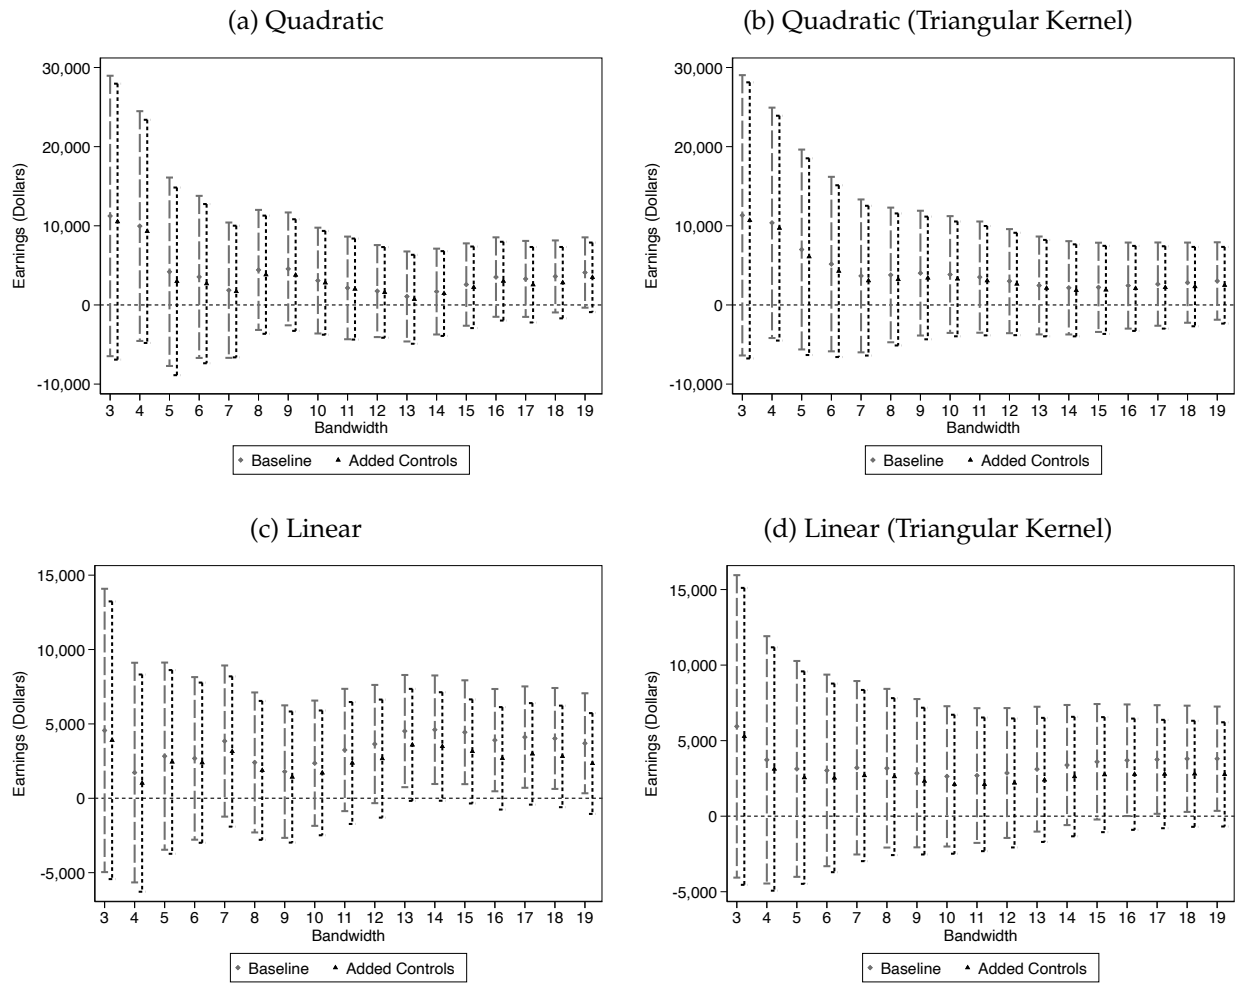 (a) Quadratic
30,000
20,000
10,000
0
-10,000
Earnings (Dollars)
3 4 5 6 7 8 9 10 11 12 13 14 15 16 17 18 19
Bandwidth
Baseline Added Controls
(b) Quadratic (Triangular Kernel)
30,000
20,000
10,000
0
-10,000
Earnings (Dollars)
3 4 5 6 7 8 9 10 11 12 13 14 15 16 17 18 19
Bandwidth
Baseline Added Controls
(c) Linear
15,000
10,000
5,000
0
-5,000
Earnings (Dollars)
3 4 5 6 7 8 9 10 11 12 13 14 15 16 17 18 19
Bandwidth
Baseline Added Controls
(d) Linear (Triangular Kernel)
15,000
10,000
5,000
0
-5,000
Earnings (Dollars)
3 4 5 6 7 8 9 10 11 12 13 14 15 16 17 18 19
Bandwidth
Baseline Added Controls